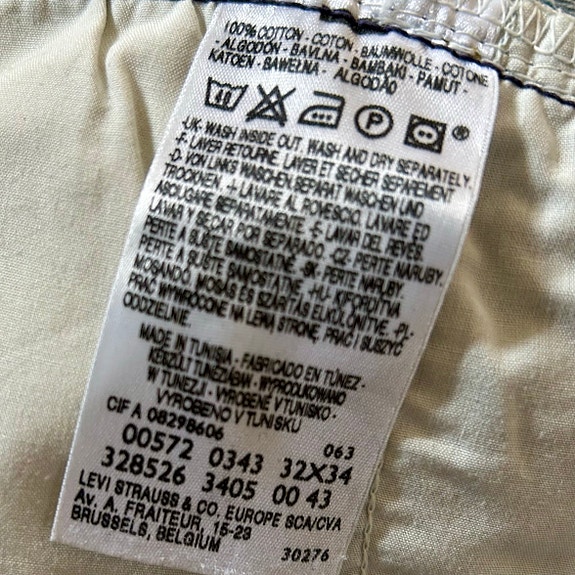 100% COTTON - COTON - BAUMWOLLE - COTONE
- ALGODON - BAVLNA - BAMBAKI - PAMUT -
KATOEN - BAWEŁNA - ALGODÃO
40 P ®
-UK- WASH INSIDE OUT. WASH AND DRY SEPARATELY.
-F- LAVER RETOURNE. LAVER ET SECHER SEPAREMENT
-D- VON LINKS WASCHEN. SEPARAT WASCHEN UND
TROCKNEN. -I- LAVARE AL ROVESCIO. LAVARE ED
ASCIUGARE SEPARATAMENTE. -E- LAVAR DEL REVES.
LAVAR Y SECAR POR SEPARADO. -CZ- PERTE NARUBY.
PERTE A SUŠTE SAMOSTATNĚ. -SK- PERTE NARUBY.
PERTE A SUŠTE SAMOSTATNE. -HU- KIFORDÍTVA
MOSANDÓ. MOSÁS ÉS SZÁRÍTÁS ELKÜLÖNÍTVE. -PL-
PRAĆ WYWRÓCONE NA LEWĄ STRONĘ, PRAĆ I SUSZYĆ
ODDZIELNIE.
MADE IN TUNISIA - FABRICADO EN TÚNEZ -
KÉSZÜLT TUNÉZIÁBAN - WYPRODUKOWANO
W TUNEZJI - VYROBENÉ V TUNISKO -
VYROBENO V TUNISKU
CIF A 08298606
063
00572 0343 32X34
328526 3405 00 43
LEVI STRAUSS & CO. EUROPE SCA/CVA
Av. A. FRAITEUR, 15-23
BRUSSELS, BELGIUM
30276